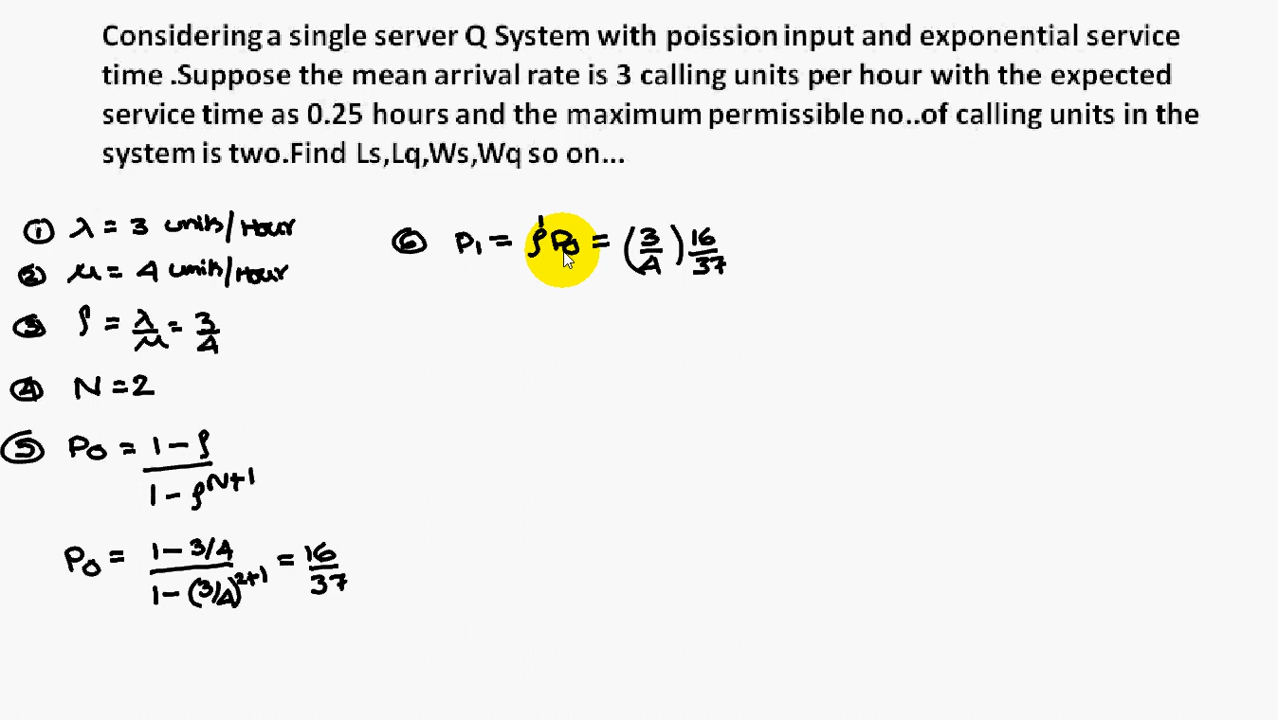 Considering a single server Q System with poission input and exponential service
time .Suppose the mean arrival rate is 3 calling units per hour with the expected
service time as 0.25 hours and the maximum permissible no..of calling units in the
system is two.Find Ls,Lq,Ws,Wq so on...
① λ = 3 units/Hour
② μ = 4 units/Hour
③ ρ = λ/μ = 3/4
④ N = 2
⑤ P₀ = (1 - ρ)/(1 - ρ^(N+1))
P₀ = (1 - 3/4)/(1 - (3/4)^(2+1)) = 16/37
⑥ P₁ = ρ¹P₀ = (3/4) 16/37